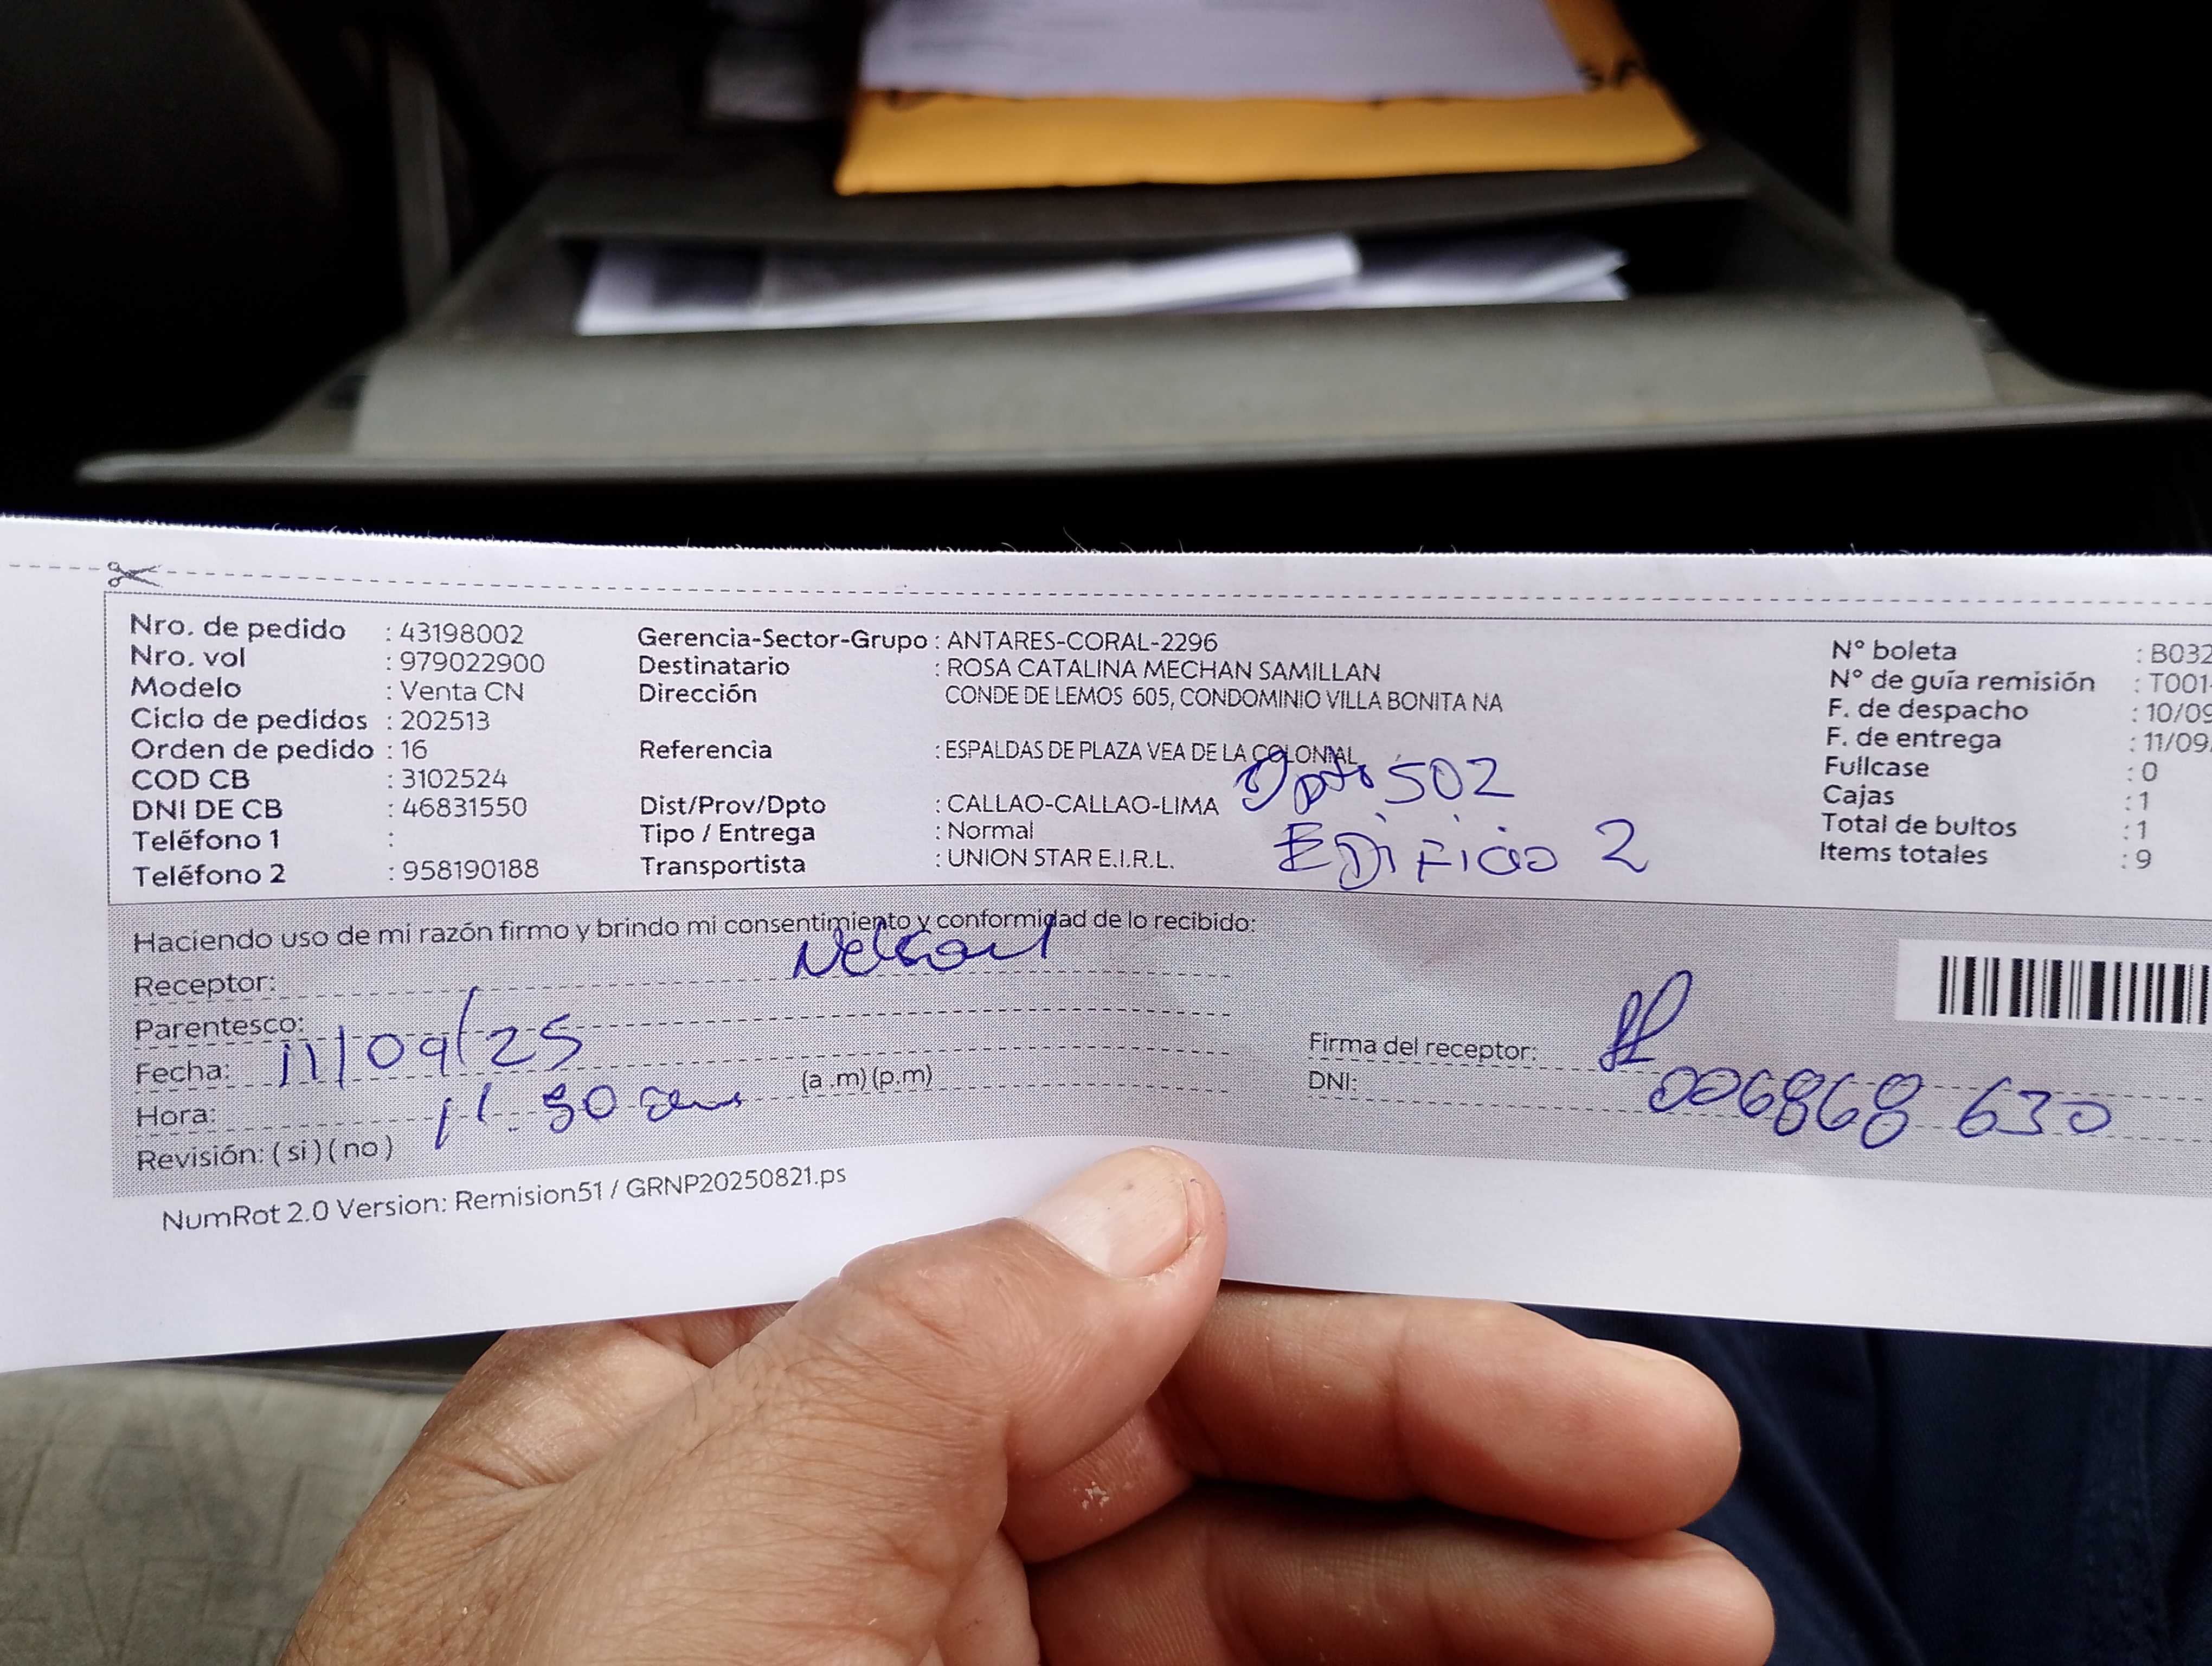 Nro. de pedido : 43198002
Nro. vol : 979022900
Modelo : Venta CN
Ciclo de pedidos : 202513
Orden de pedido : 16
COD CB : 3102524
DNI DE CB : 46831550
Teléfono 1 :
Teléfono 2 : 958190188
Gerencia-Sector-Grupo : ANTARES-CORAL-2296
Destinatario : ROSA CATALINA MECHAN SAMILLAN
Dirección CONDE DE LEMOS 605, CONDOMINIO VILLA BONITA NA
Referencia : ESPALDAS DE PLAZA VEA DE LA COLONIAL
Dpto 502
Dist/Prov/Dpto : CALLAO-CALLAO-LIMA
Tipo / Entrega : Normal
Edificio 2
Transportista : UNION STAR E.I.R.L.
N° boleta : B032
N° de guía remisión : T001-
F. de despacho : 10/09
F. de entrega : 11/09
Fullcase : 0
Cajas : 1
Total de bultos : 1
Items totales : 9
Haciendo uso de mi razón firmo y brindo mi consentimiento y conformidad de lo recibido:
Receptor: Nelson
Parentesco:
Fecha: 11/09/25
Hora: 11:30 am (a .m) (p.m)
Revisión: ( si ) ( no )
Firma del receptor:
DNI: 006868 630
NumRot 2.0 Version: Remision51 / GRNP20250821.ps